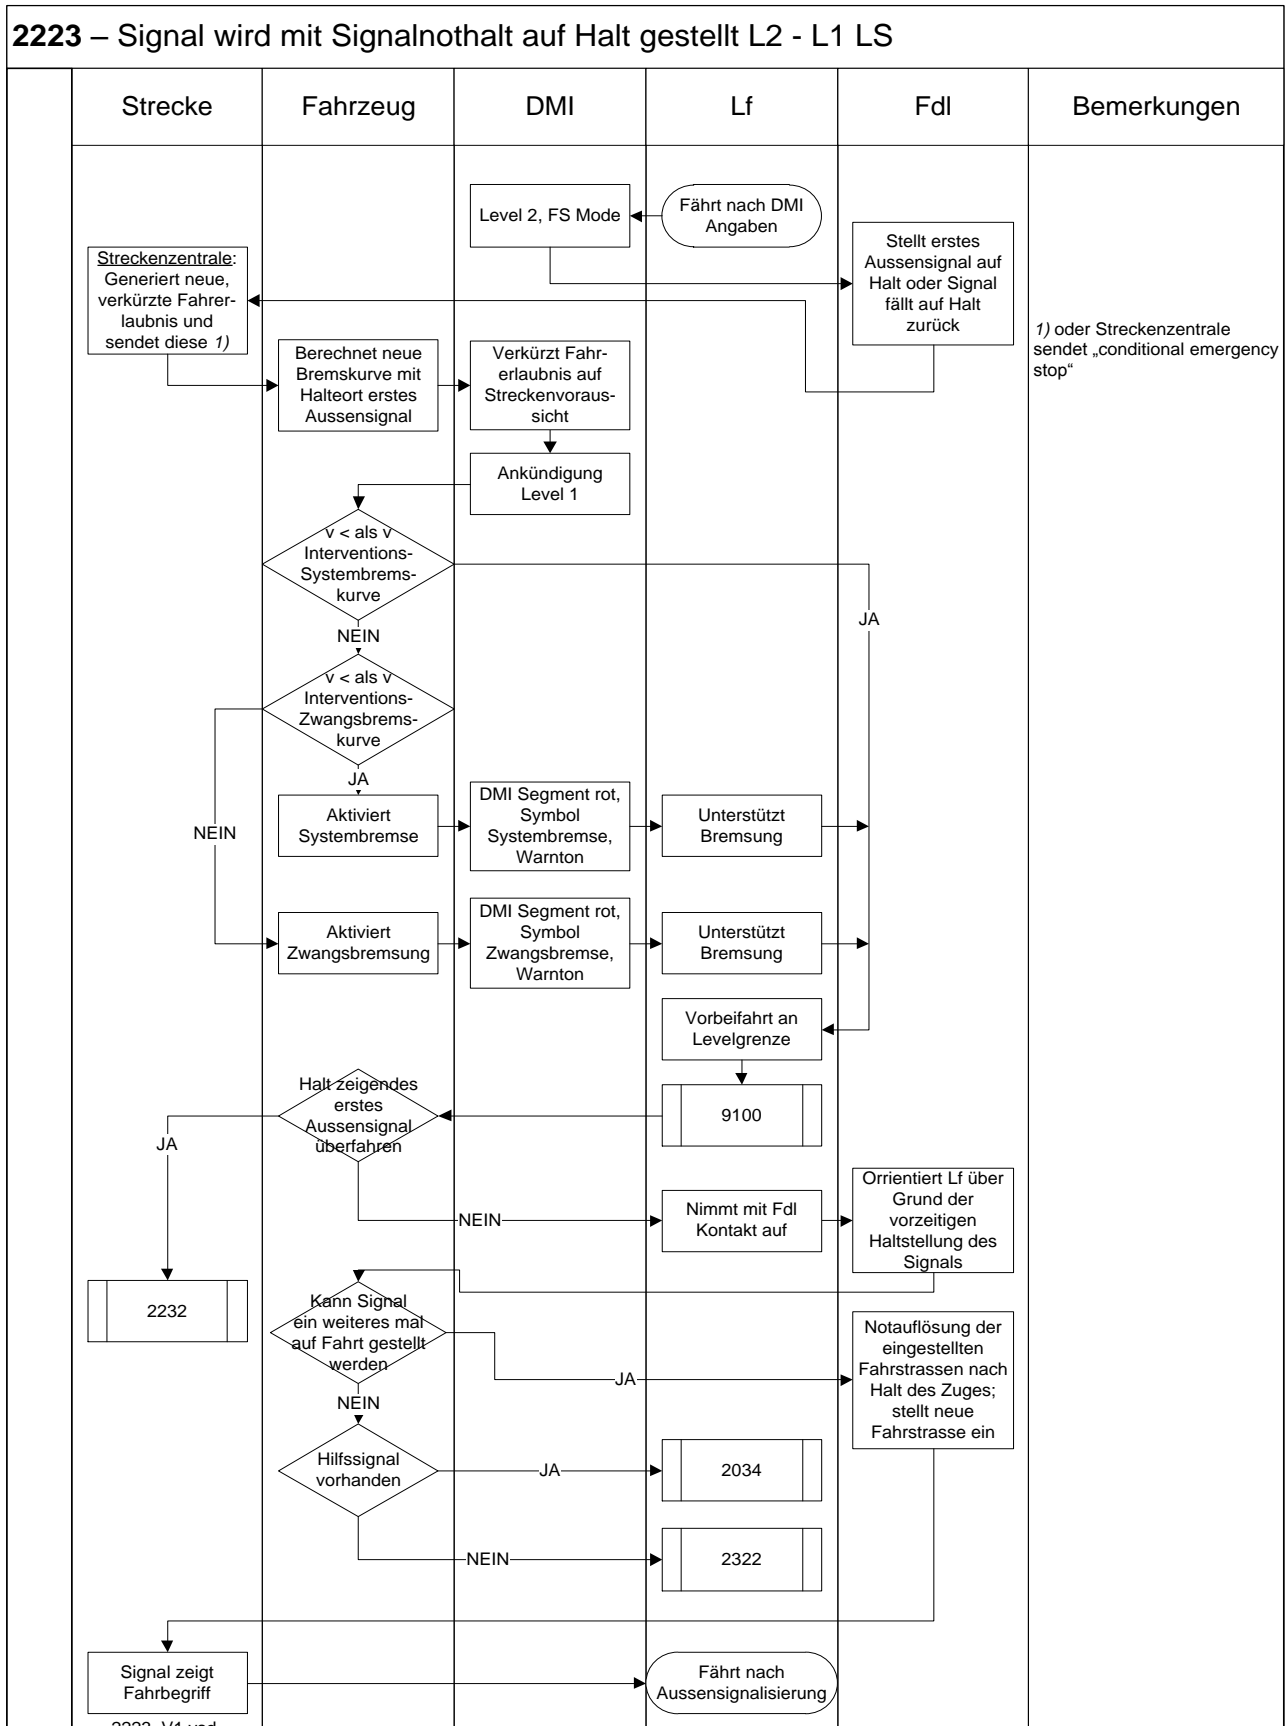 2223 – Signal wird mit Signalnothalt auf Halt gestellt L2 - L1 LS
Strecke
Fahrzeug
DMI
Lf
Fdl
Bemerkungen
Level 2, FS Mode
Fährt nach DMI
Angaben
Stellt erstes
Aussensignal auf
Halt oder Signal
fällt auf Halt
zurück
Streckenzentrale:
Generiert neue,
verkürzte Fahrer-
laubnis und
sendet diese 1)
1) oder Streckenzentrale
sendet „conditional emergency
stop“
Berechnet neue
Bremskurve mit
Halteort erstes
Aussensignal
Verkürzt Fahr-
erlaubnis auf
Streckenvoraus-
sicht
Ankündigung
Level 1
v < als v
Interventions-
Systembrems-
kurve
JA
NEIN
v < als v
Interventions-
Zwangsbrems-
kurve
JA
NEIN
Aktiviert
Systembremse
DMI Segment rot,
Symbol
Systembremse,
Warnton
Unterstützt
Bremsung
Aktiviert
Zwangsbremsung
DMI Segment rot,
Symbol
Zwangsbremse,
Warnton
Unterstützt
Bremsung
Vorbeifahrt an
Levelgrenze
9100
Halt zeigendes
erstes
Aussensignal
überfahren
JA
NEIN
Nimmt mit Fdl
Kontakt auf
Orrientiert Lf über
Grund der
vorzeitigen
Haltstellung des
Signals
2232
Kann Signal
ein weiteres mal
auf Fahrt gestellt
werden
JA
Notauflösung der
eingestellten
Fahrstrassen nach
Halt des Zuges;
stellt neue
Fahrstrasse ein
NEIN
Hilfssignal
vorhanden
JA
2034
NEIN
2322
Signal zeigt
Fahrbegriff
Fährt nach
Aussensignalisierung